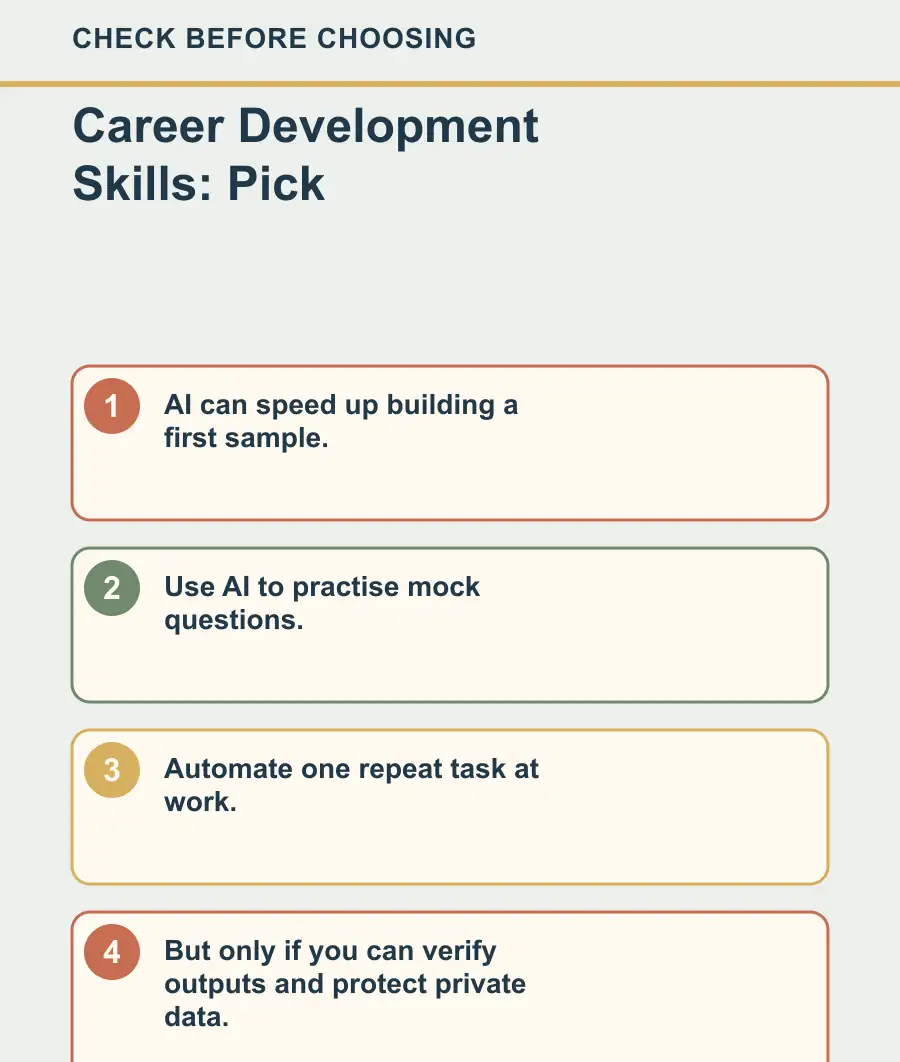 CHECK BEFORE CHOOSING
Career Development
Skills: Pick
1
AI can speed up building a
first sample.
2
Use AI to practise mock
questions.
3
Automate one repeat task at
work.
4
But only if you can verify
outputs and protect private
data.